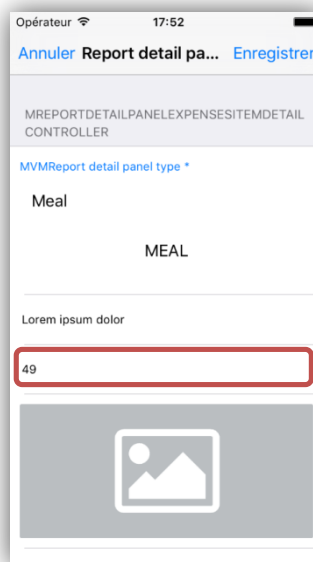 Opérateur 17:52
Annuler Report detail pa... Enregistrer
MREPORTDETAILPANELEXPENSESITEMDETAIL
CONTROLLER
MVMReport detail panel type *
Meal
MEAL
Lorem ipsum dolor
49